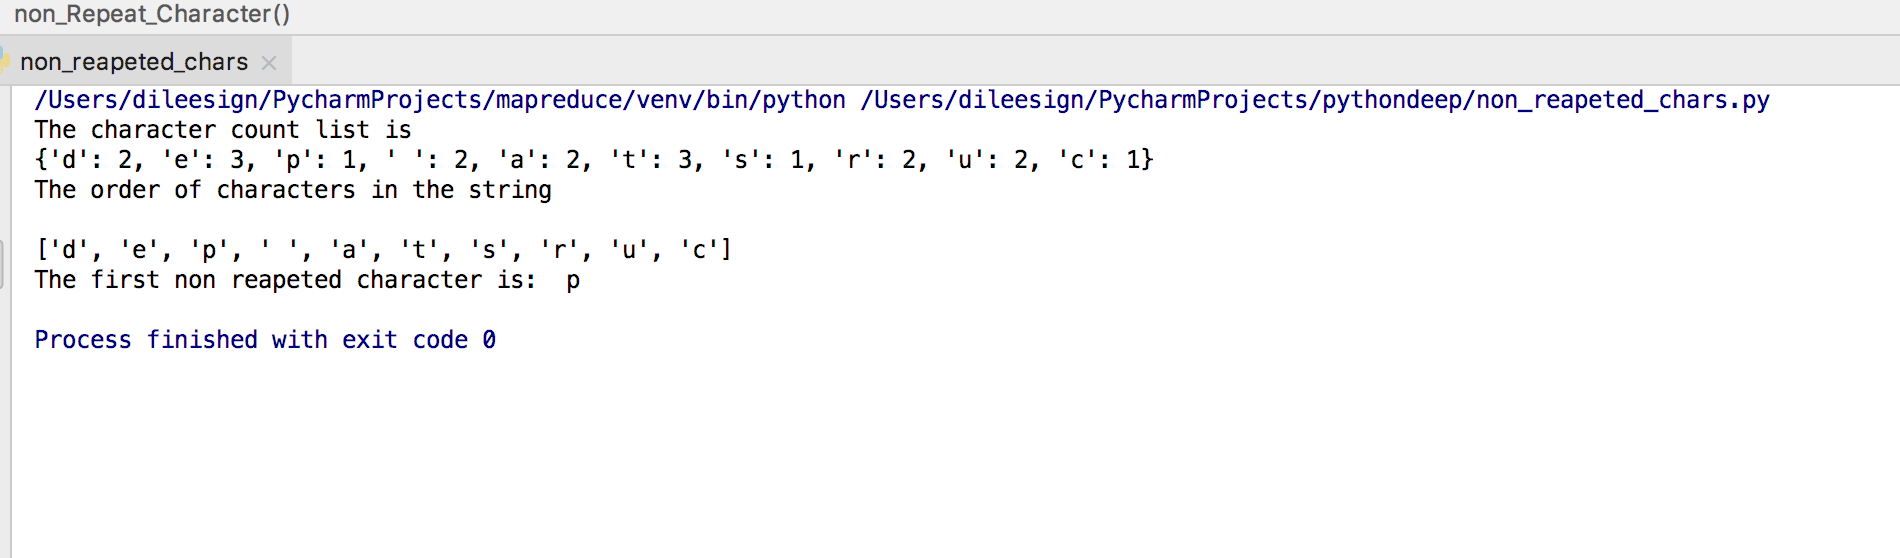 non_Repeat_Character()
non_reapeted_chars
/Users/dileesign/PycharmProjects/mapreduce/venv/bin/python /Users/dileesign/PycharmProjects/pythondeep/non_reapeted_chars.py
The character count list is
{'d': 2, 'e': 3, 'p': 1, ' ': 2, 'a': 2, 't': 3, 's': 1, 'r': 2, 'u': 2, 'c': 1}
The order of characters in the string
['d', 'e', 'p', ' ', 'a', 't', 's', 'r', 'u', 'c']
The first non reapeted character is:  p
Process finished with exit code 0